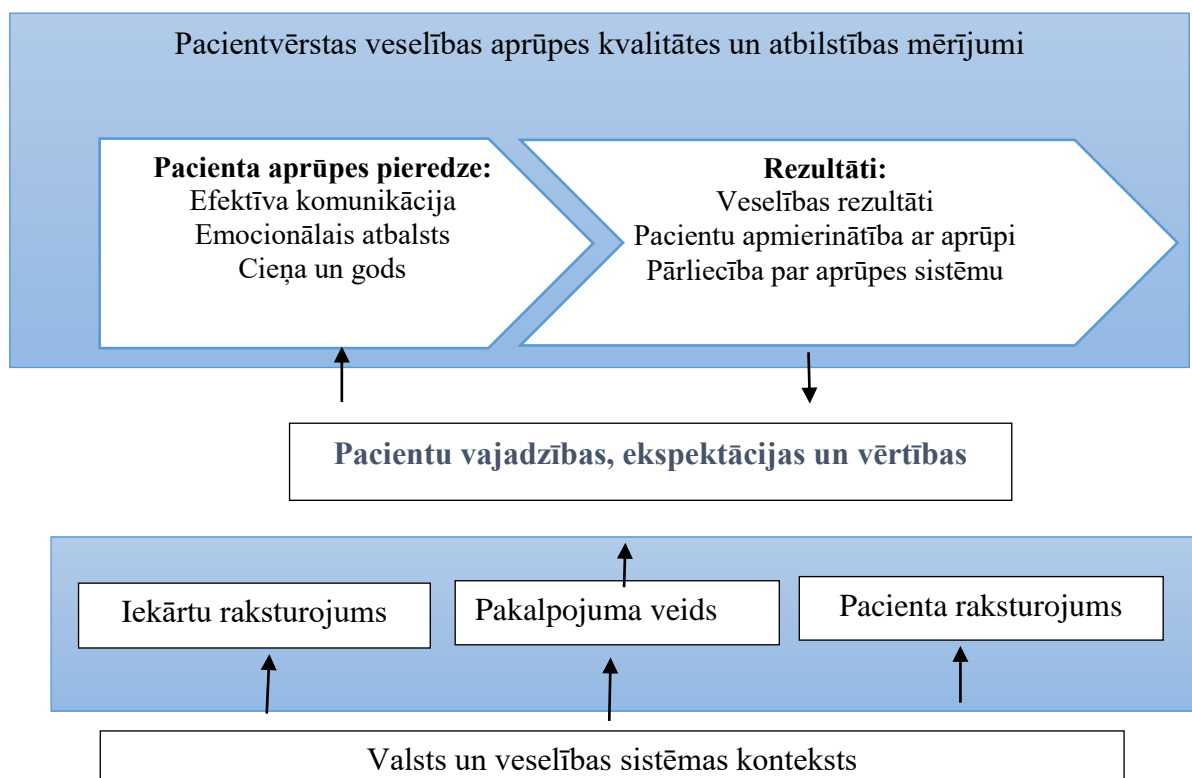 Pacientvērstas veselības aprūpes kvalitātes un atbilstības mērījumi
Pacienta aprūpes pieredze:
Efektīva komunikācija
Emocionālais atbalsts
Cieņa un gods
Rezultāti:
Veselības rezultāti
Pacientu apmierinātība ar aprūpi
Pārliecība par aprūpes sistēmu
Pacientu vajadzības, ekspektācijas un vērtības
Iekārtu raksturojums
Pakalpojuma veids
Pacienta raksturojums
Valsts un veselības sistēmas konteksts